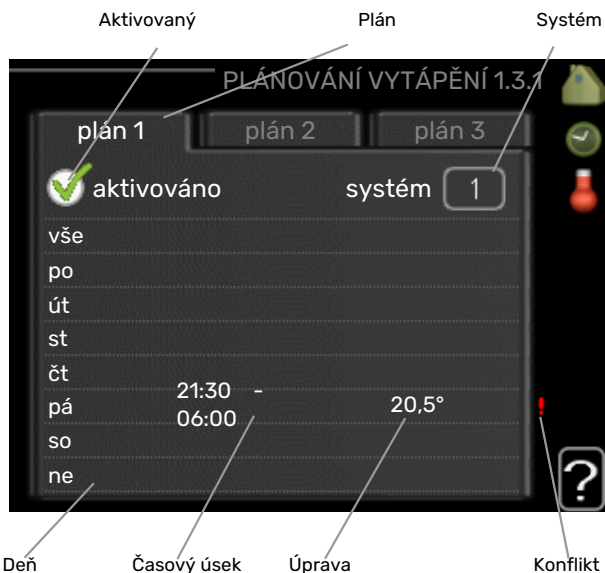 Aktivovaný Plán Systém
PLÁNOVÁNÍ VYTÁPĚNÍ 1.3.1
plán 1 plán 2 plán 3
aktivováno systém 1
vše
po
út
st
čt
21:30 -
pá 20,5° !
06:00
so
ne
?
Deň Časový úsek Úprava Konflikt